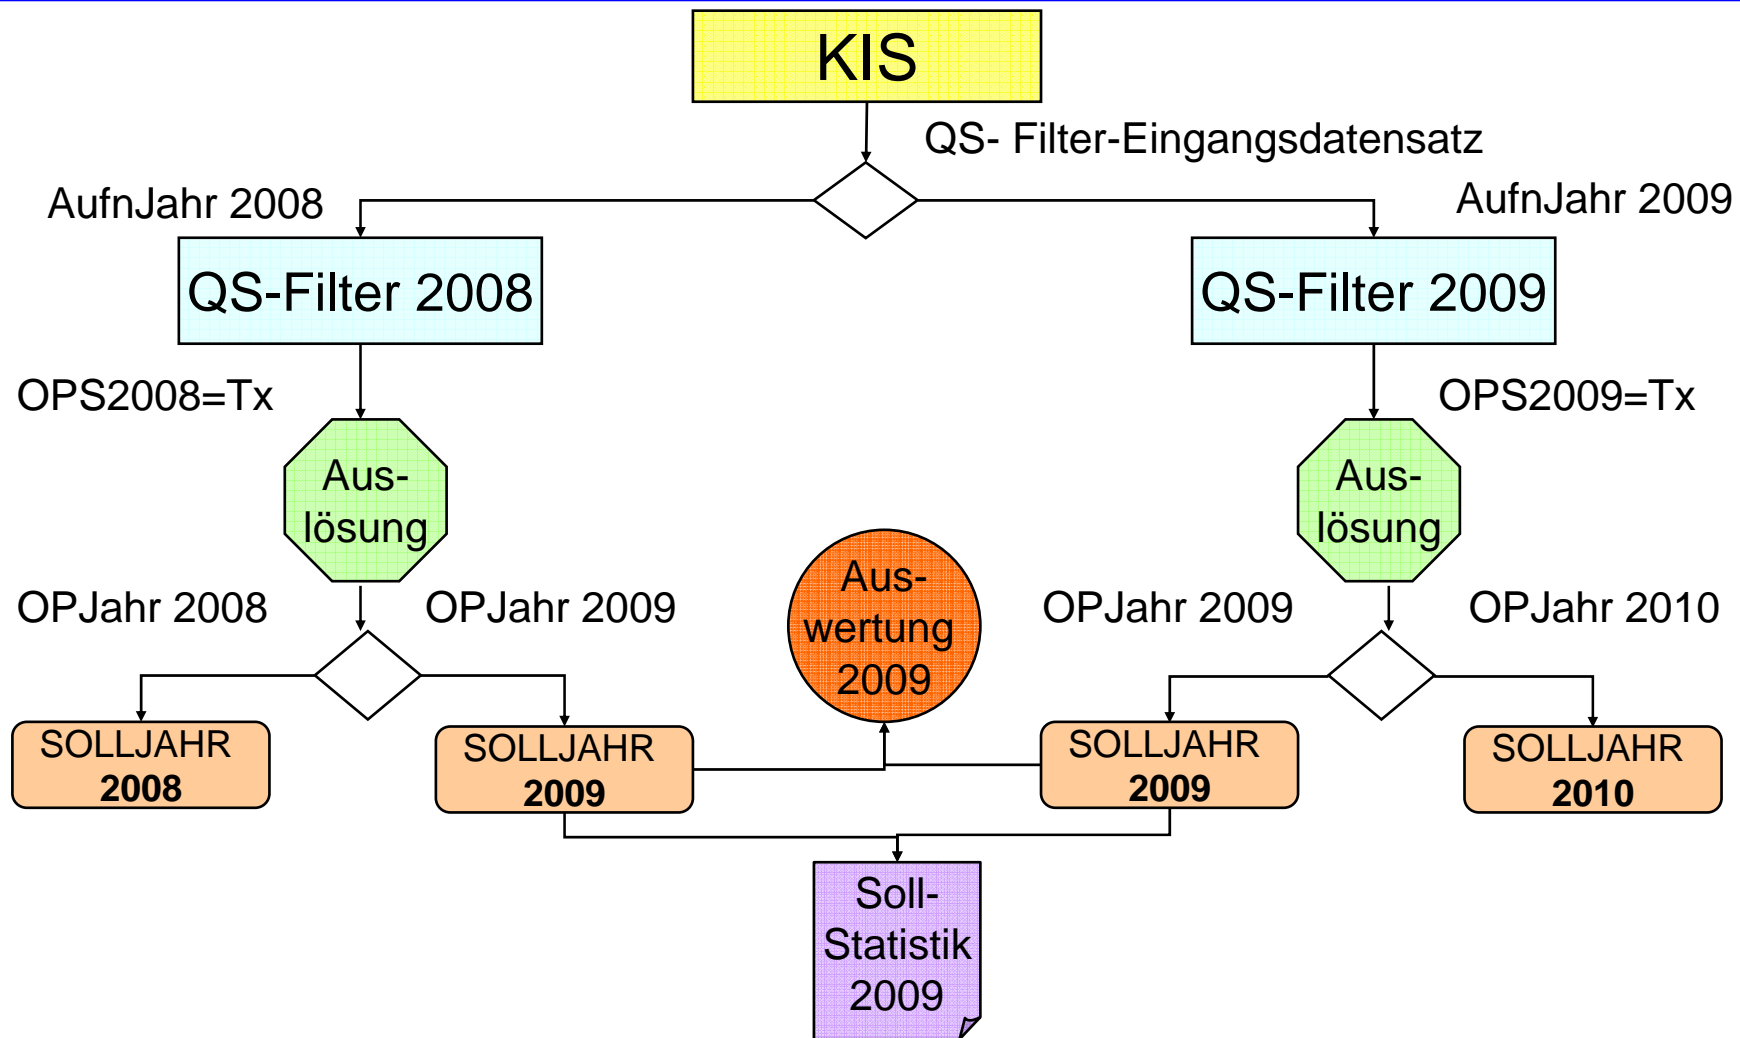 KIS
QS- Filter-Eingangsdatensatz
AufnJahr 2008
AufnJahr 2009
QS-Filter 2008
QS-Filter 2009
OPS2008=Tx
OPS2009=Tx
Aus-
lösung
Aus-
lösung
OPJahr 2008
OPJahr 2009
Aus-
wertung
2009
OPJahr 2009
OPJahr 2010
SOLLJAHR
2008
SOLLJAHR
2009
SOLLJAHR
2009
SOLLJAHR
2010
Soll-
Statistik
2009